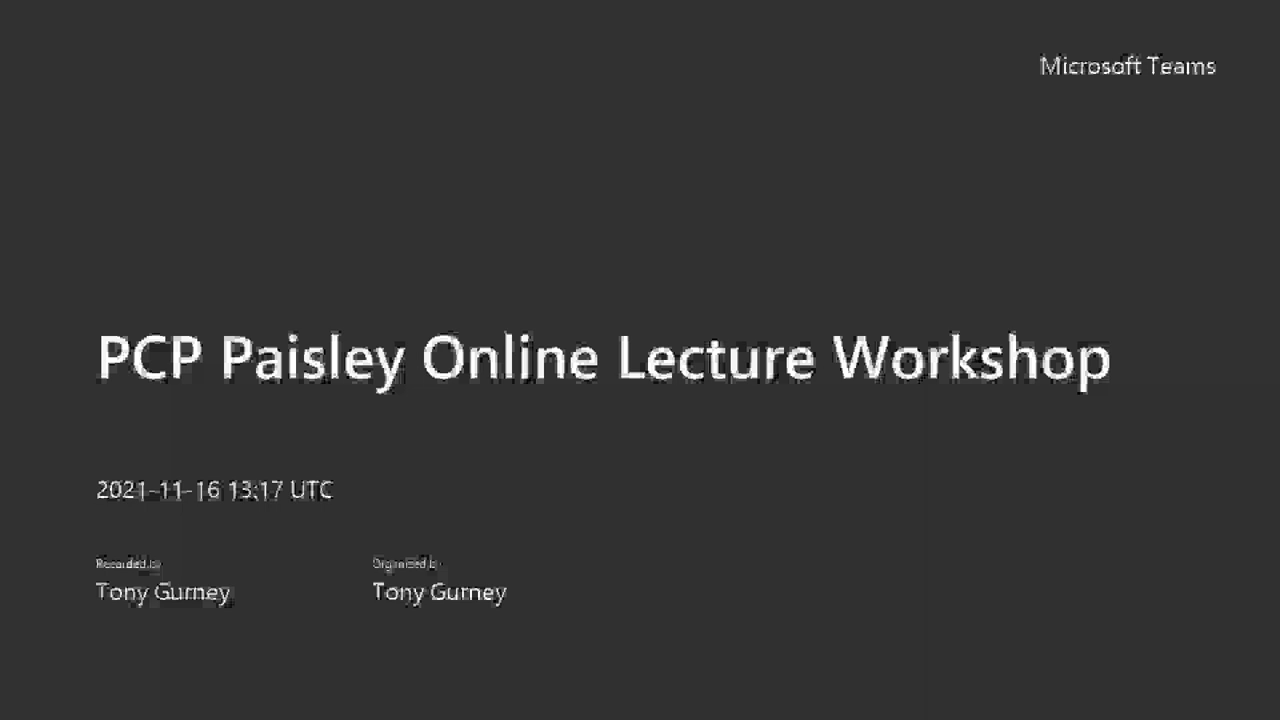 Microsoft Teams
PCP Paisley Online Lecture Workshop
2021-11-16 13:17 UTC
Recorded by
Organized by
Tony Gurney
Tony Gurney